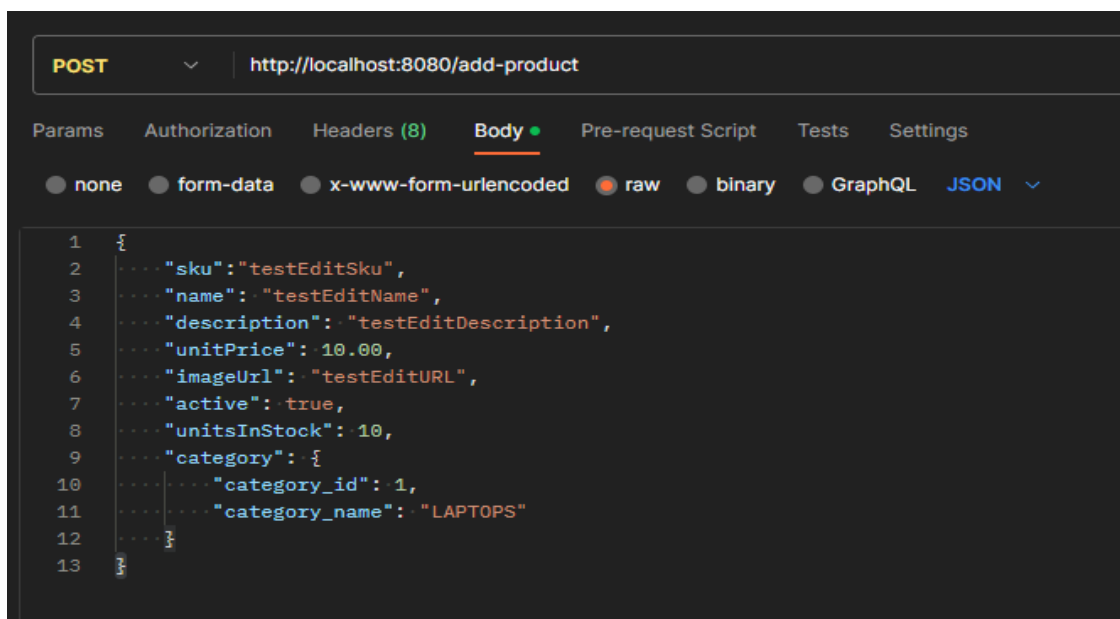 POST http://localhost:8080/add-product
Params Authorization Headers (8) Body Pre-request Script Tests Settings
none form-data x-www-form-urlencoded raw binary GraphQL JSON
1 {
2 "sku":"testEditSku",
3 "name": "testEditName",
4 "description": "testEditDescription",
5 "unitPrice": 10.00,
6 "imageUrl": "testEditURL",
7 "active": true,
8 "unitsInStock": 10,
9 "category": {
10 "category_id": 1,
11 "category_name": "LAPTOPS"
12 }
13 }